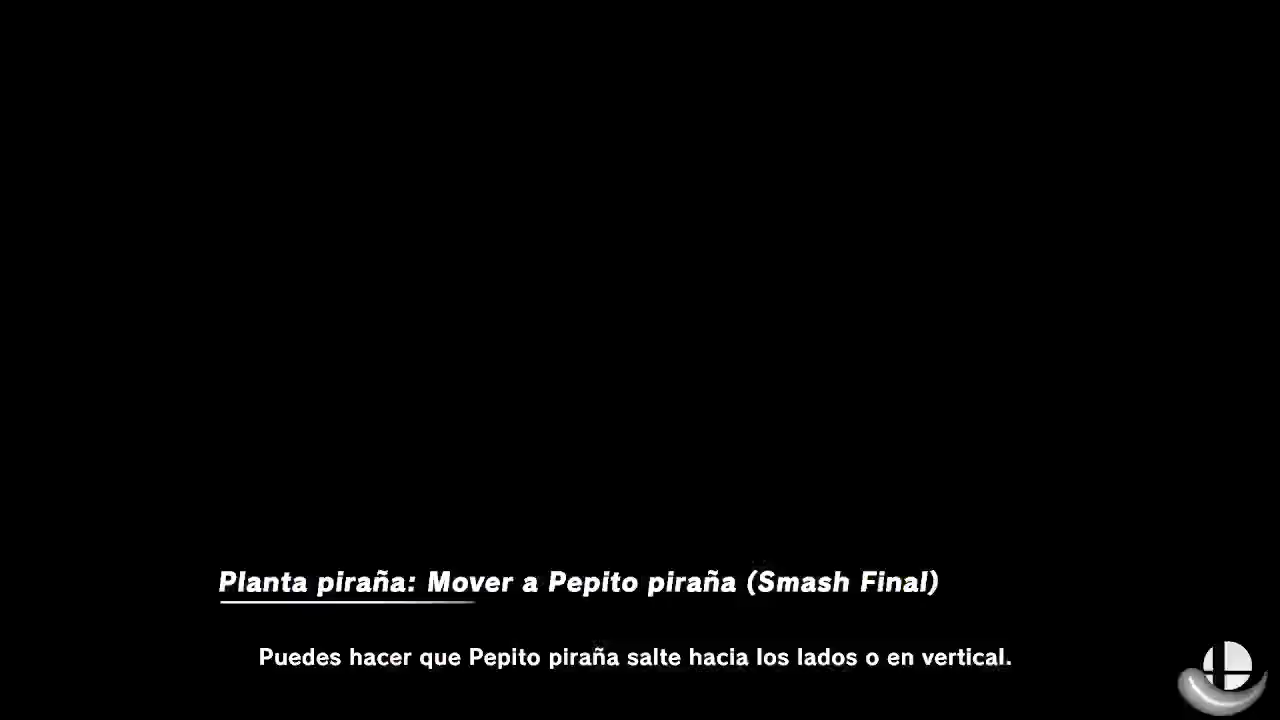 Planta piraña: Mover a Pepito piraña (Smash Final)
Puedes hacer que Pepito piraña salte hacia los lados o en vertical.